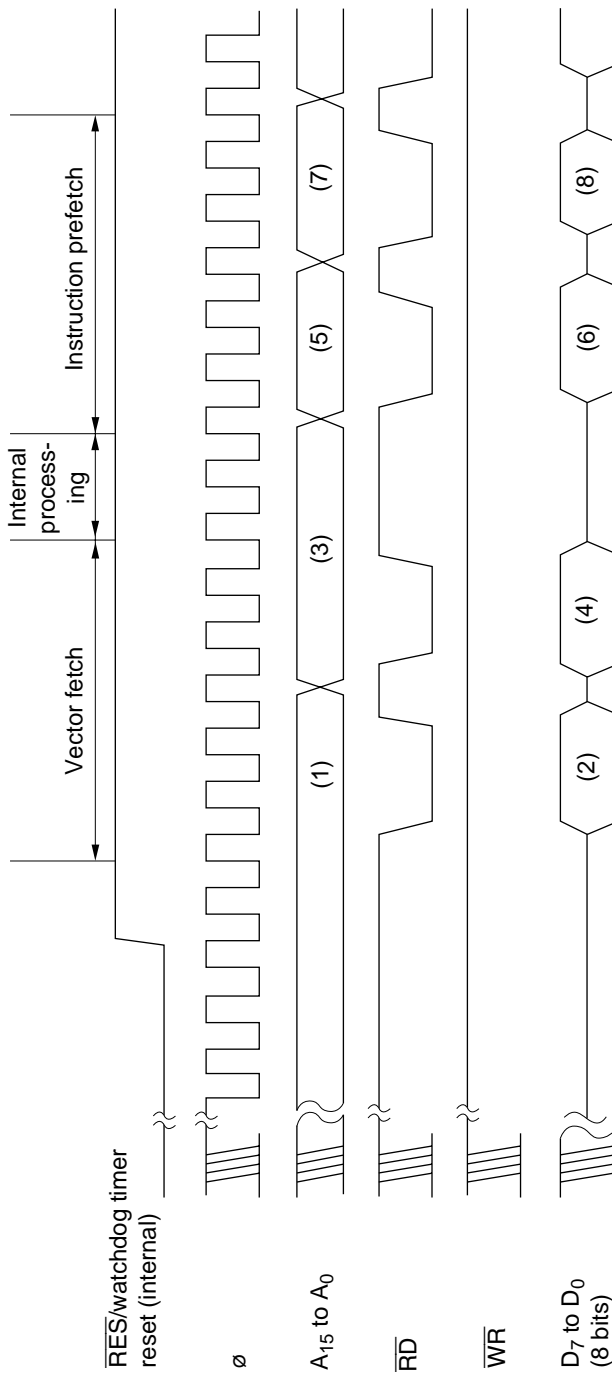 Vector fetch
Internal
process-
ing
Instruction prefetch
RES/watchdog timer
reset (internal)
ø
A15 to A0
(1)
(3)
(5)
(7)
RD
WR
D7 to D0
(8 bits)
(2)
(4)
(6)
(8)